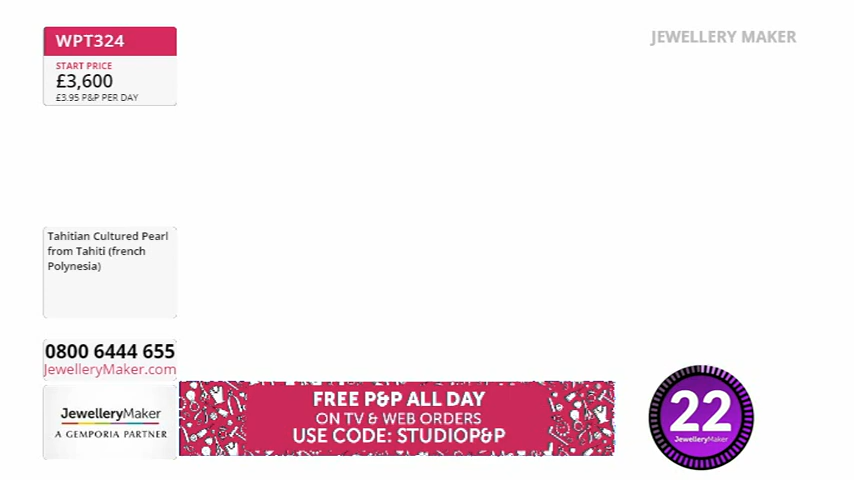 WPT324
JEWELLERY MAKER
START PRICE
£3,600
£3.95 P&P PER DAY
Tahitian Cultured Pearl
from Tahiti (french
Polynesia)
0800 6444 655
JewelleryMaker.com
JewelleryMaker
A GEMPORIA PARTNER
FREE P&P ALL DAY
ON TV & WEB ORDERS
USE CODE: STUDIOP&P
22
JewelleryMaker